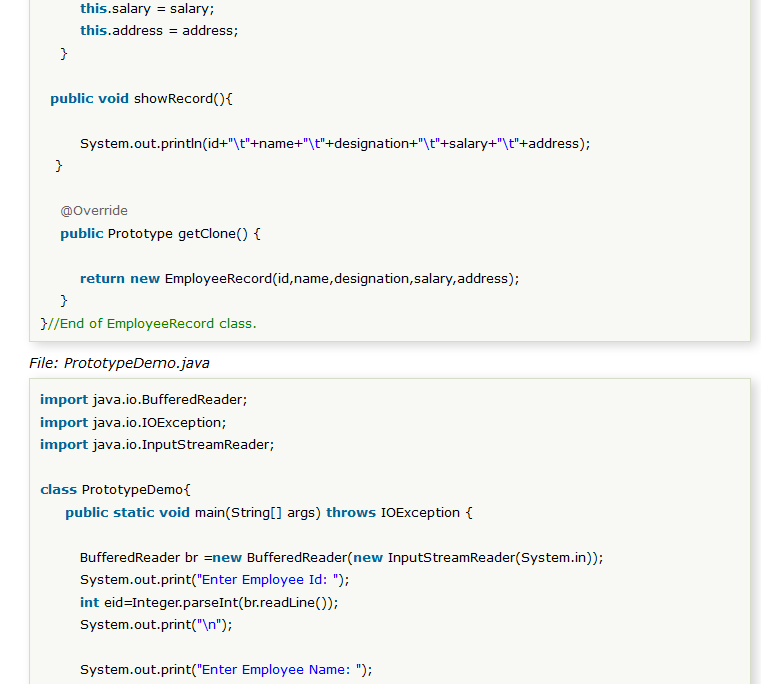 this.salary = salary;
this.address = address;
}
public void showRecord(){
System.out.println(id+"\t"+name+"\t"+designation+"\t"+salary+"\t"+address);
}
@Override
public Prototype getClone() {
return new EmployeeRecord(id,name,designation,salary,address);
}
}//End of EmployeeRecord class.
File: PrototypeDemo.java
import java.io.BufferedReader;
import java.io.IOException;
import java.io.InputStreamReader;
class PrototypeDemo{
public static void main(String[] args) throws IOException {
BufferedReader br =new BufferedReader(new InputStreamReader(System.in));
System.out.print("Enter Employee Id: ");
int eid=Integer.parseInt(br.readLine());
System.out.print("\n");
System.out.print("Enter Employee Name: ");